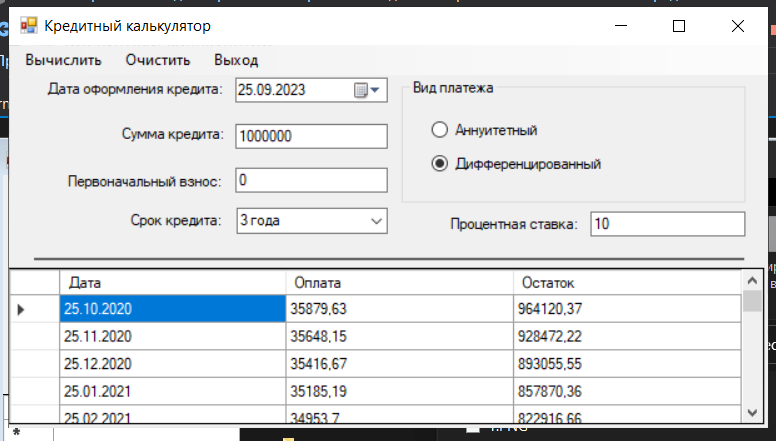 Кредитный калькулятор
Вычислить Очистить Выход
Дата оформления кредита: 25.09.2023
Вид платежа
Сумма кредита: 1000000
Аннуитетный
Дифференцированный
Первоначальный взнос: 0
Срок кредита: 3 года
Процентная ставка: 10
Дата Оплата Остаток
25.10.2020 35879,63 964120,37
25.11.2020 35648,15 928472,22
25.12.2020 35416,67 893055,55
25.01.2021 35185,19 857870,36
25.02.2021 34953,7 822916,66